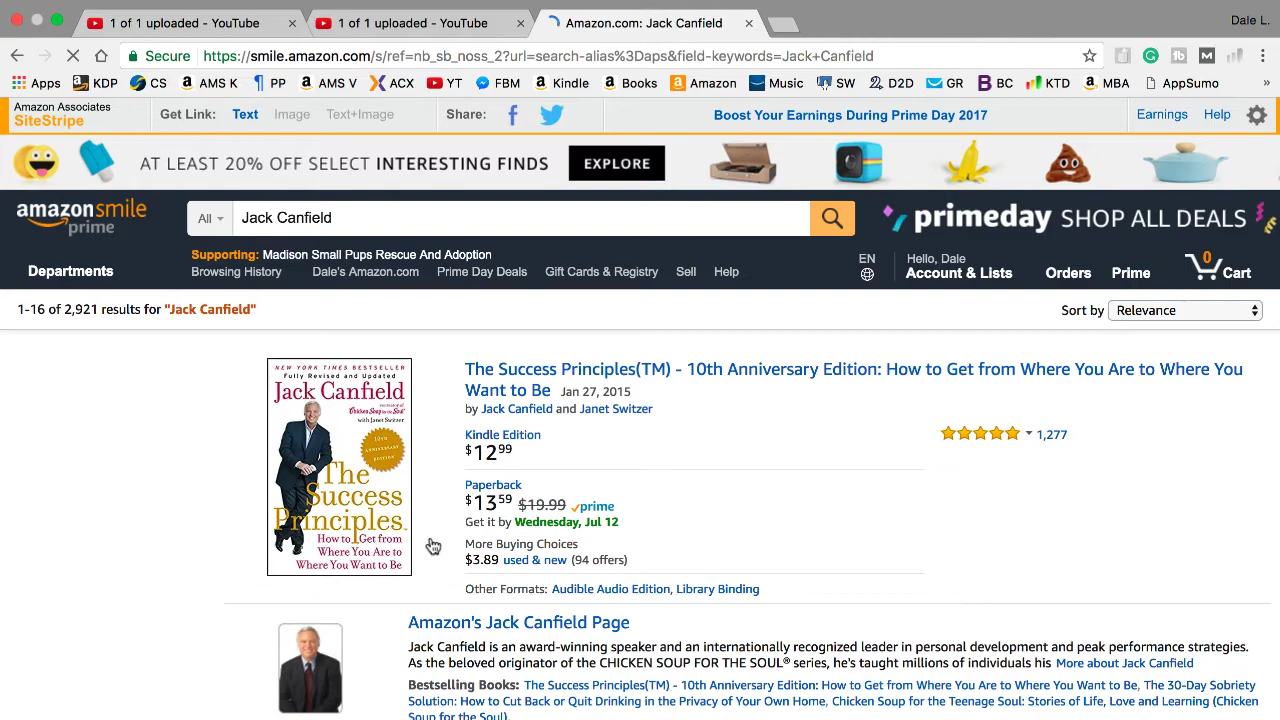 1 of 1 uploaded - YouTube
1 of 1 uploaded - YouTube
Amazon.com: Jack Canfield
Dale L.
Secure
https://smile.amazon.com/s/ref=nb_sb_noss_2?url=search-alias%3Daps&field-keywords=Jack+Canfield
Apps KDP CS AMS K PP AMS V ACX YT FBM Kindle Books Amazon Music SW D2D GR BC KTD MBA AppSumo »
Amazon Associates
SiteStripe
Get Link: Text Image Text+Image Share:
Boost Your Earnings During Prime Day 2017
Earnings Help
AT LEAST 20% OFF SELECT INTERESTING FINDS EXPLORE
amazonsmile
prime
All Jack Canfield
primeday SHOP ALL DEALS
Supporting: Madison Small Pups Rescue And Adoption
Departments
Browsing History Dale's Amazon.com Prime Day Deals Gift Cards & Registry Sell Help
EN
Hello, Dale
Account & Lists
Orders Prime 0 Cart
1-16 of 2,921 results for "Jack Canfield"
Sort by Relevance
NEW YORK TIMES BESTSELLER
Fully Revised and Updated
Jack Canfield
Chicken Soup for the Soul
with Janet Switzer
10TH
ANNIVERSARY
EDITION
The
Success
Principles
How to Get from
Where You Are to
Where You Want to Be
The Success Principles(TM) - 10th Anniversary Edition: How to Get from Where You Are to Where You
Want to Be Jan 27, 2015
by Jack Canfield and Janet Switzer
Kindle Edition
$12 99
1,277
Paperback
$13 59 $19.99 prime
Get it by Wednesday, Jul 12
More Buying Choices
$3.89 used & new (94 offers)
Other Formats: Audible Audio Edition, Library Binding
Amazon's Jack Canfield Page
Jack Canfield is an award-winning speaker and an internationally recognized leader in personal development and peak performance strategies.
As the beloved originator of the CHICKEN SOUP FOR THE SOUL® series, he's taught millions of individuals his More about Jack Canfield
Bestselling Books: The Success Principles(TM) - 10th Anniversary Edition: How to Get from Where You Are to Where You Want to Be, The 30-Day Sobriety
Solution: How to Cut Back or Quit Drinking in the Privacy of Your Own Home, Chicken Soup for the Teenage Soul: Stories of Life, Love and Learning (Chicken
Soup for the Soul).